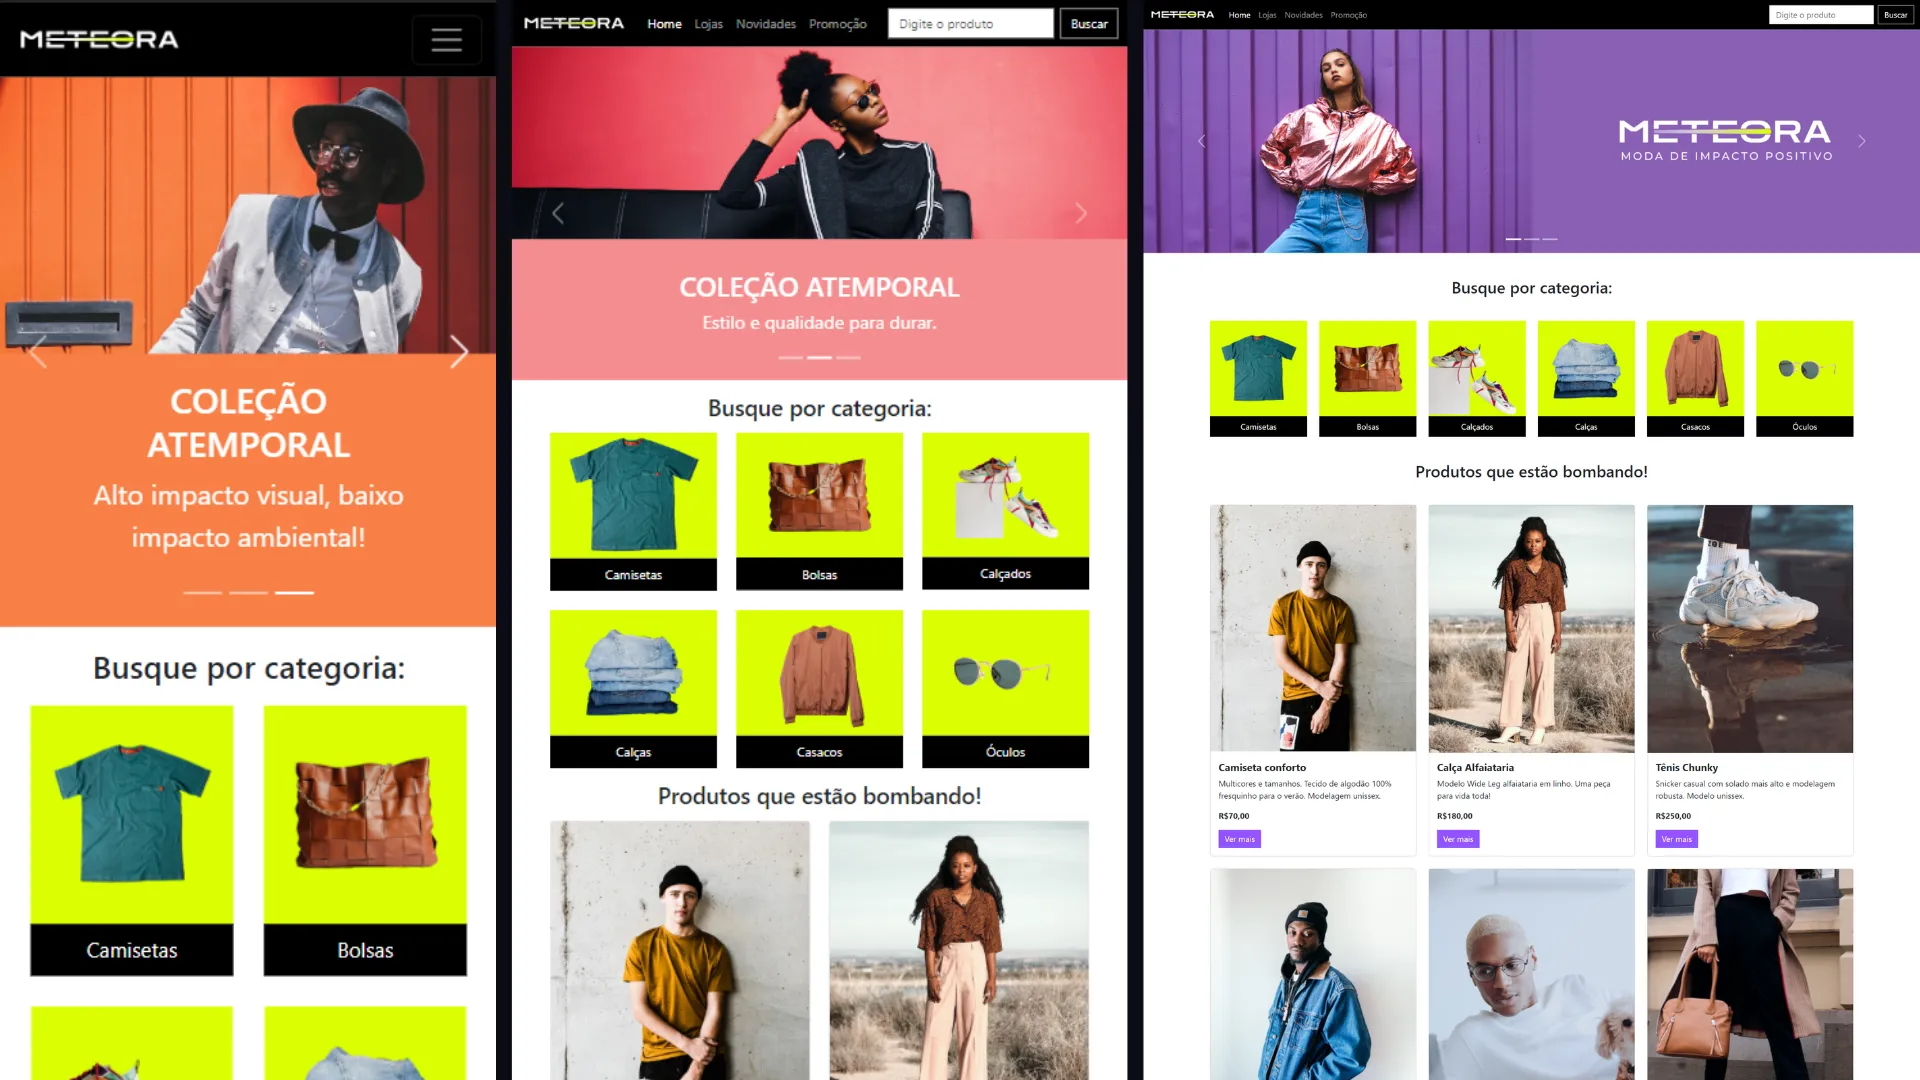 METEORA
COLEÇÃO
ATEMPORAL
Alto impacto visual, baixo
impacto ambiental!
Busque por categoria:
Camisetas
Bolsas
METEORA
Home
Lojas
Novidades
Promoção
Digite o produto
Buscar
COLEÇÃO ATEMPORAL
Estilo e qualidade para durar.
Busque por categoria:
Camisetas
Bolsas
Calçados
Calças
Casacos
Óculos
Produtos que estão bombando!
METEORA
Home
Lojas
Novidades
Promoção
Digite o produto
Buscar
METEORA
MODA DE IMPACTO POSITIVO
Busque por categoria:
Camisetas
Bolsas
Calçados
Calças
Casacos
Óculos
Produtos que estão bombando!
Camiseta conforto
Multicores e tamanhos. Tecido de algodão 100%
fresquinho para o verão. Modelagem unissex.
R$70,00
Ver mais
Calça Alfaiataria
Modelo Wide Leg alfaiataria em linho. Uma peça
para vida toda!
R$180,00
Ver mais
Tênis Chunky
Snicker casual com solado mais alto e modelagem
robusta. Modelo unissex.
R$250,00
Ver mais